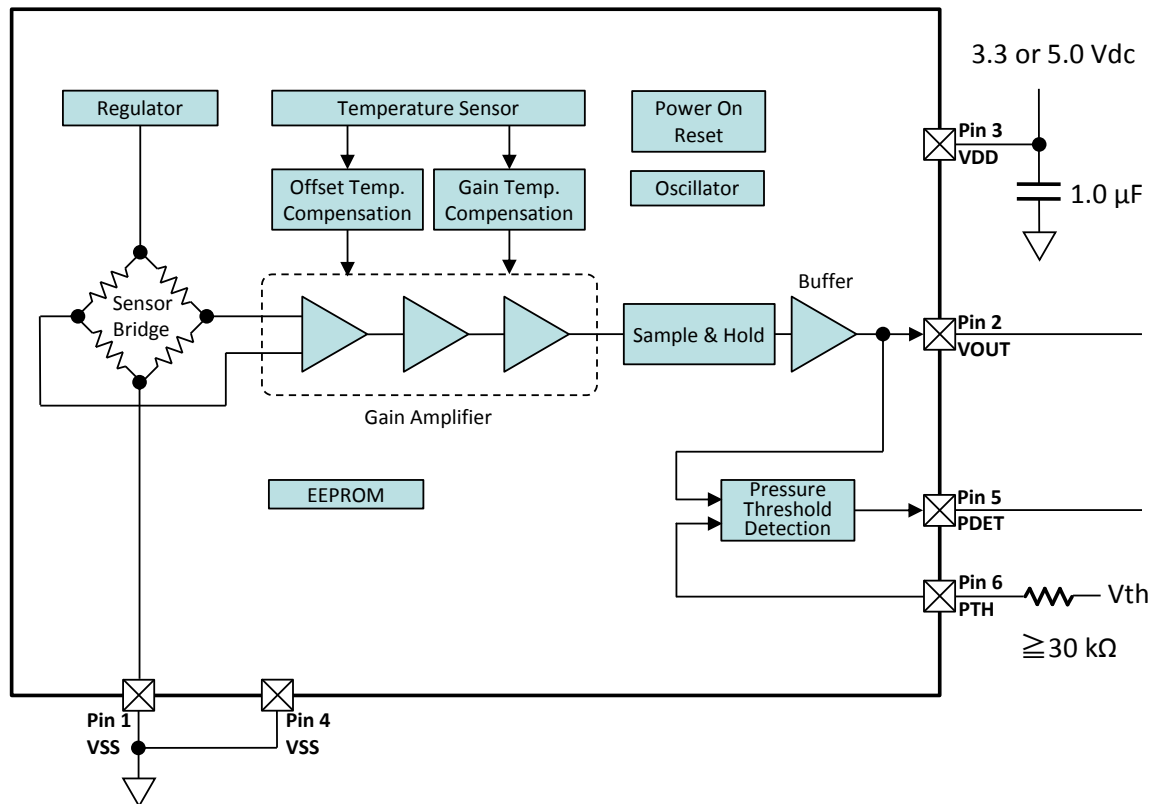 3.3 or 5.0 Vdc
Regulator
Temperature Sensor
Power On
Reset
Pin 3
VDD
Offset Temp.
Compensation
Gain Temp.
Compensation
Oscillator
1.0 µF
Sensor
Bridge
Buffer
Sample & Hold
Pin 2
VOUT
Gain Amplifier
EEPROM
Pressure
Threshold
Detection
Pin 5
PDET
Pin 6
PTH
Vth
≧30 kΩ
Pin 1
VSS
Pin 4
VSS